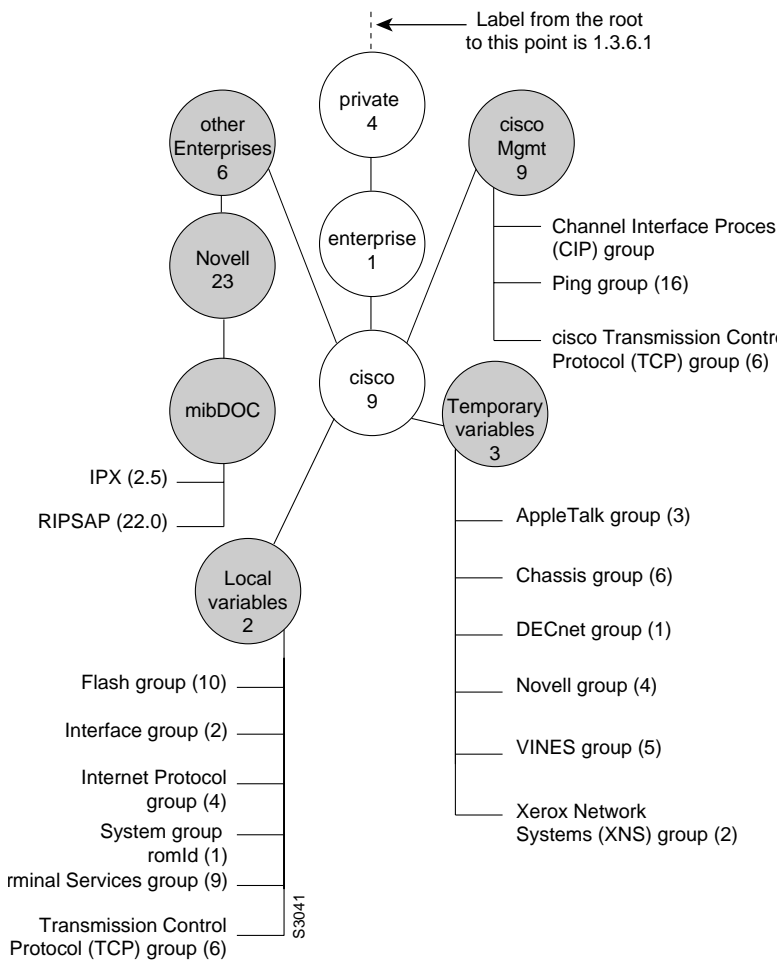 Label from the root
to this point is 1.3.6.1
private
4
other
Enterprises
6
cisco
Mgmt
9
enterprise
1
Channel Interface Proces
(CIP) group
Novell
23
Ping group (16)
cisco Transmission Contro
Protocol (TCP) group (6)
cisco
9
mibDOC
Temporary
variables
3
IPX (2.5)
RIPSAP (22.0)
AppleTalk group (3)
Chassis group (6)
DECnet group (1)
Novell group (4)
VINES group (5)
Xerox Network
Systems (XNS) group (2)
Local
variables
2
Flash group (10)
Interface group (2)
Internet Protocol
group (4)
System group
romId (1)
rminal Services group (9)
Transmission Control
Protocol (TCP) group (6)
S3041